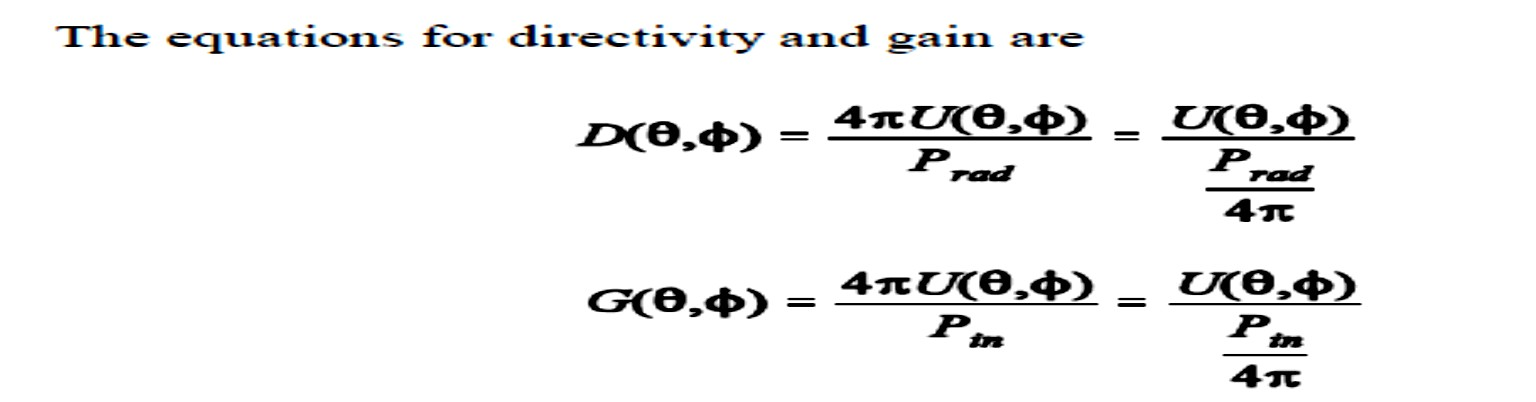 The equations for directivity and gain are
D(θ,ϕ) = 4πU(θ,ϕ) / P_rad = U(θ,ϕ) / (P_rad / 4π)
G(θ,ϕ) = 4πU(θ,ϕ) / P_in = U(θ,ϕ) / (P_in / 4π)